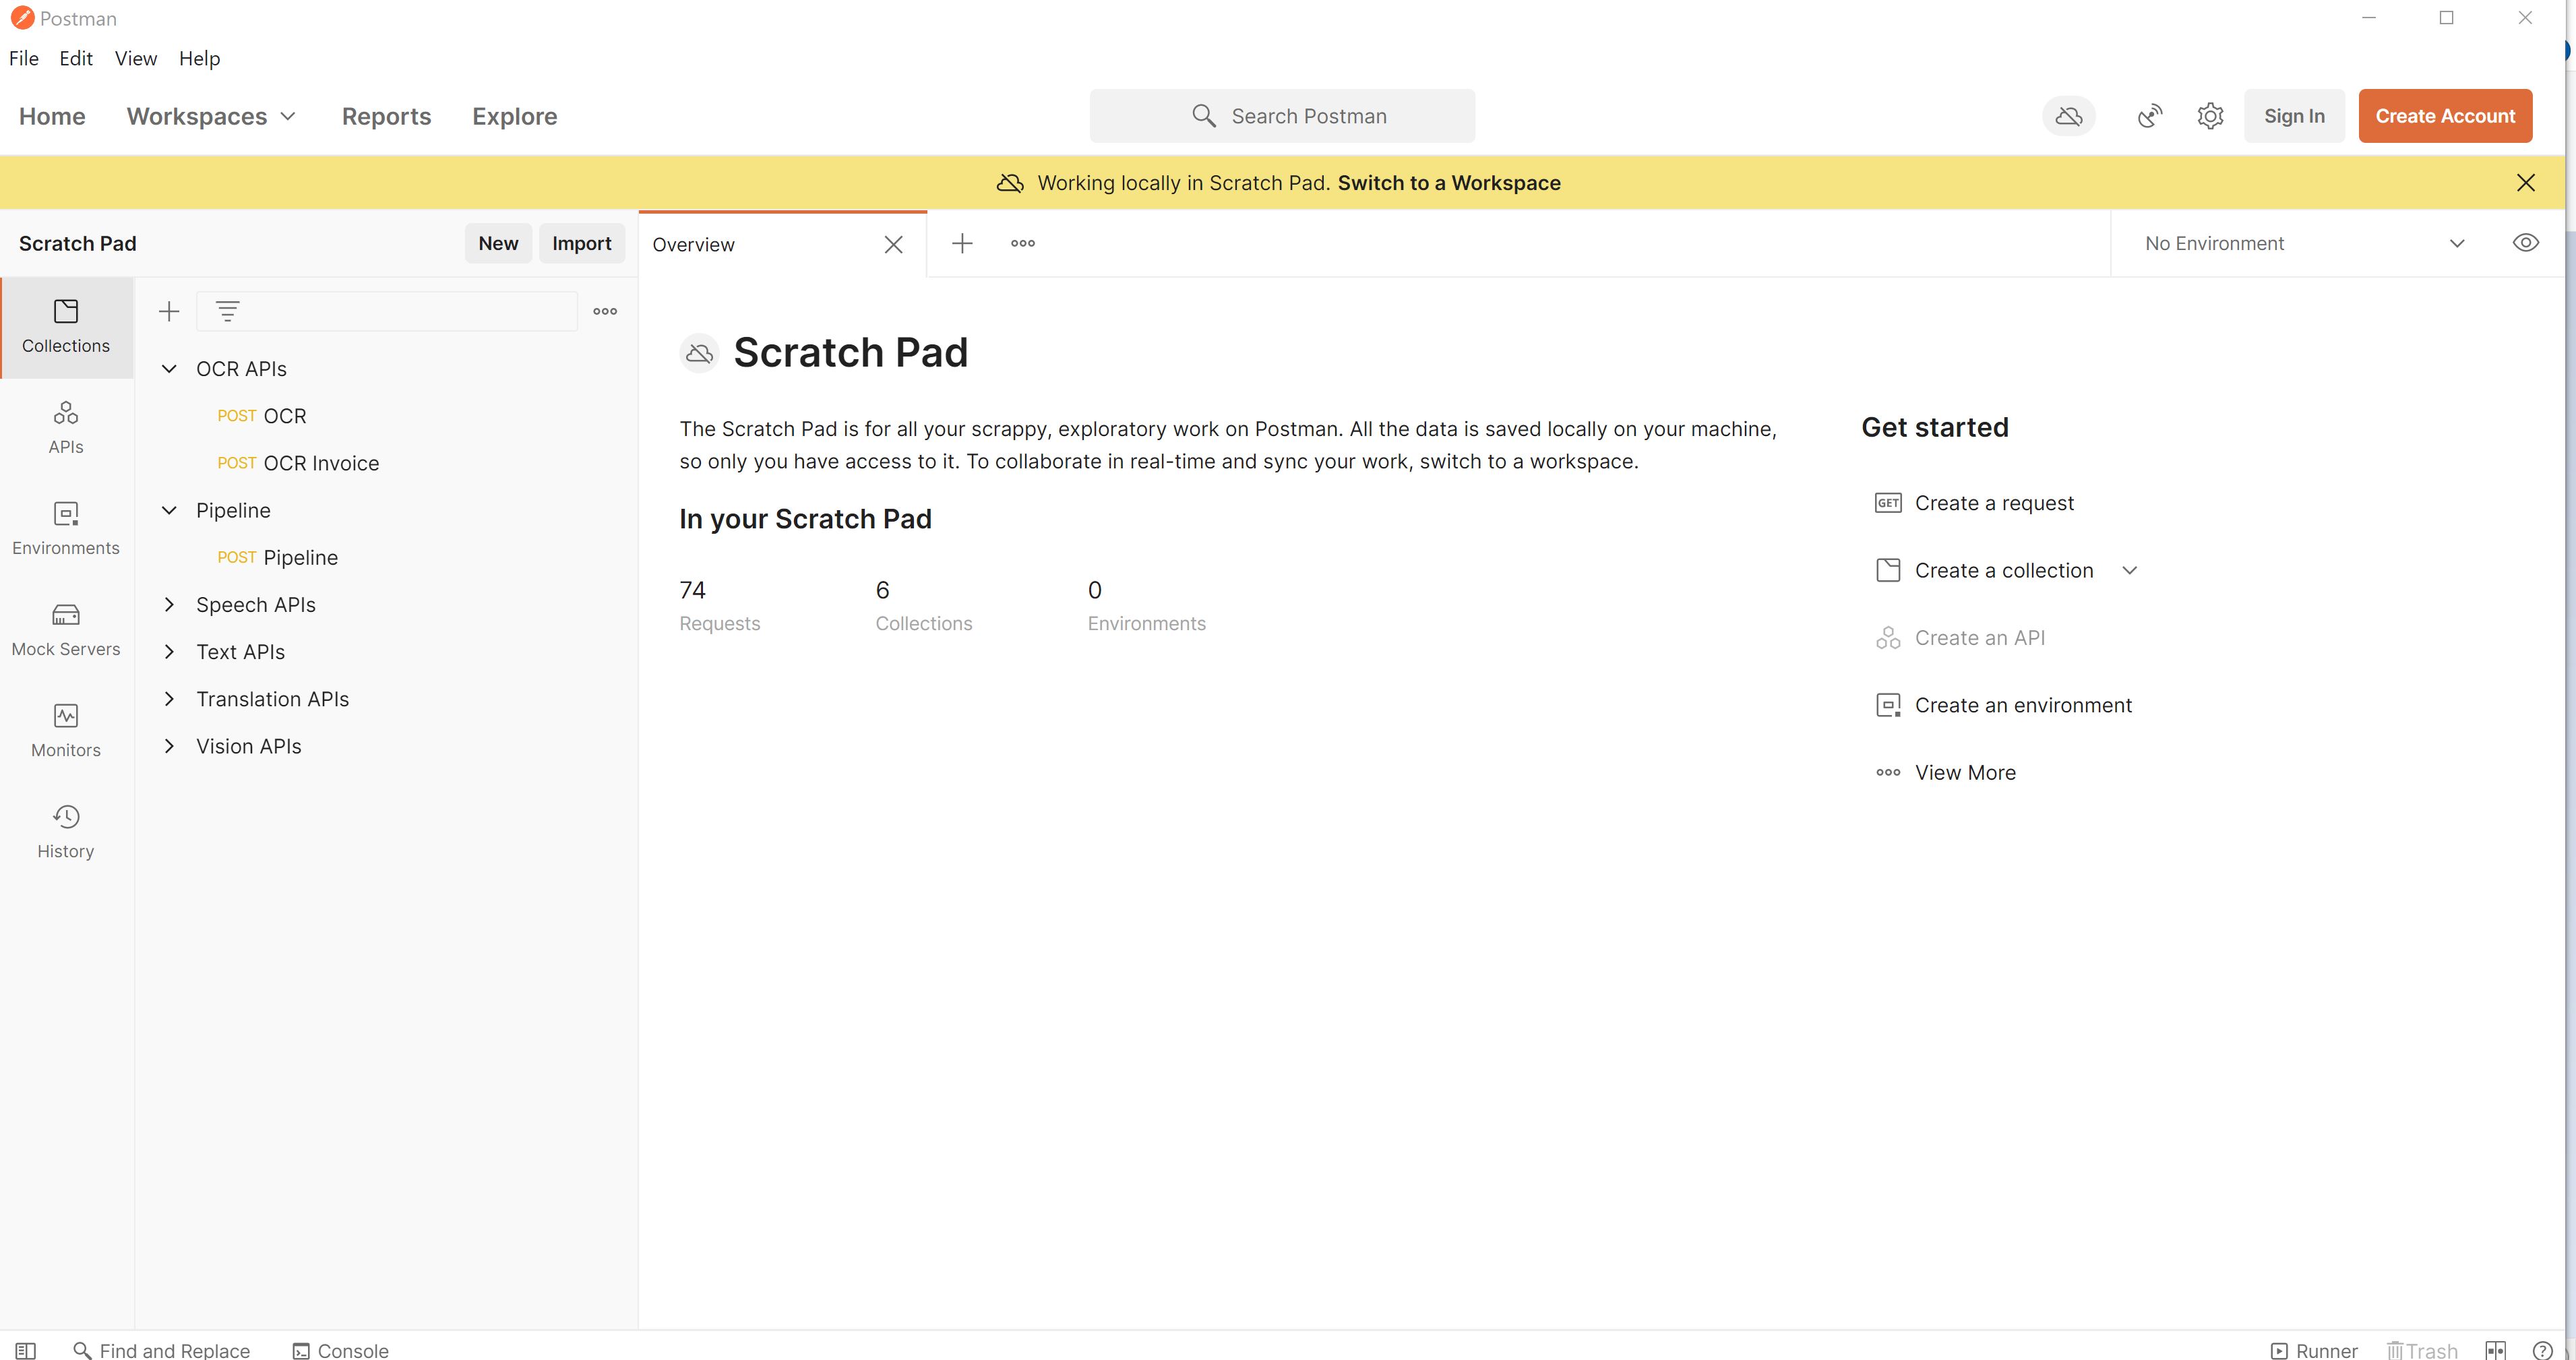 Postman
File Edit View Help
Home Workspaces Reports Explore Search Postman Sign In Create Account
Working locally in Scratch Pad. Switch to a Workspace
Scratch Pad New Import Overview No Environment
Collections
APIs
Environments
Mock Servers
Monitors
History
OCR APIs
POST OCR
POST OCR Invoice
Pipeline
POST Pipeline
Speech APIs
Text APIs
Translation APIs
Vision APIs
Scratch Pad
The Scratch Pad is for all your scrappy, exploratory work on Postman. All the data is saved locally on your machine,
so only you have access to it. To collaborate in real-time and sync your work, switch to a workspace.
In your Scratch Pad
74 6 0
Requests Collections Environments
Get started
GET Create a request
Create a collection
Create an API
Create an environment
View More
Find and Replace Console Runner Trash